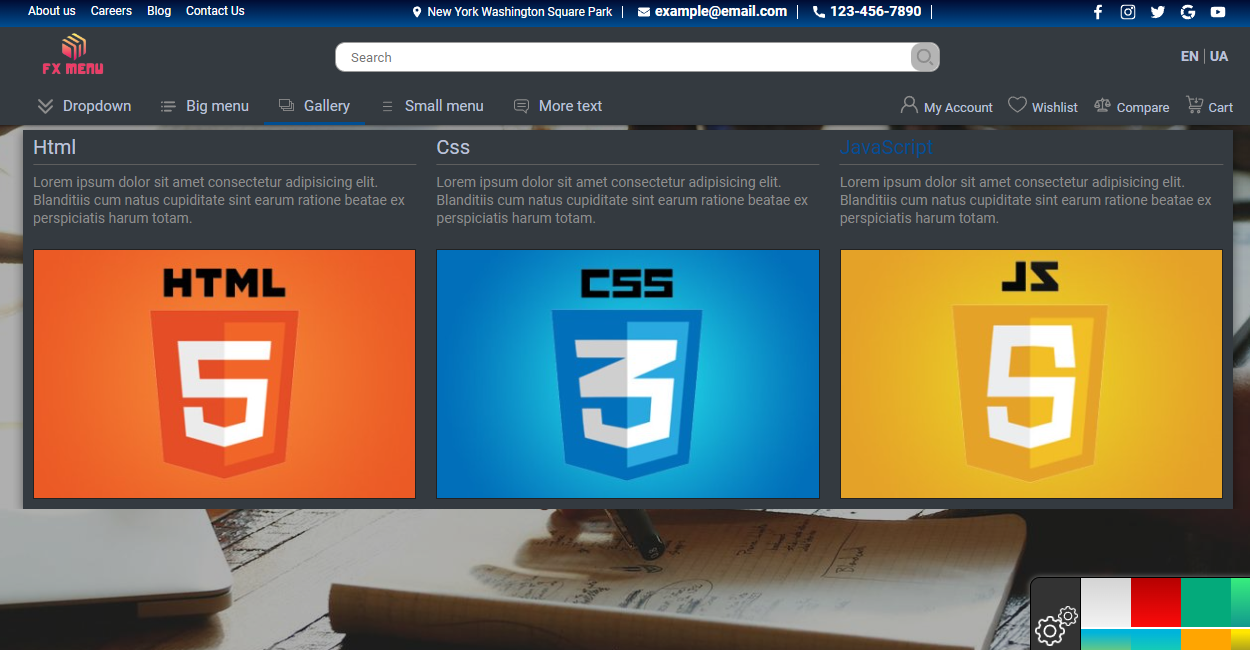 About us Careers Blog Contact Us New York Washington Square Park | example@email.com | 123-456-7890 |
FX MENU
Search
EN | UA
Dropdown Big menu Gallery Small menu More text My Account Wishlist Compare Cart
Html
Lorem ipsum dolor sit amet consectetur adipisicing elit.
Blanditiis cum natus cupiditate sint earum ratione beatae ex
perspiciatis harum totam.
HTML
5
Css
Lorem ipsum dolor sit amet consectetur adipisicing elit.
Blanditiis cum natus cupiditate sint earum ratione beatae ex
perspiciatis harum totam.
CSS
3
JavaScript
Lorem ipsum dolor sit amet consectetur adipisicing elit.
Blanditiis cum natus cupiditate sint earum ratione beatae ex
perspiciatis harum totam.
JS
5